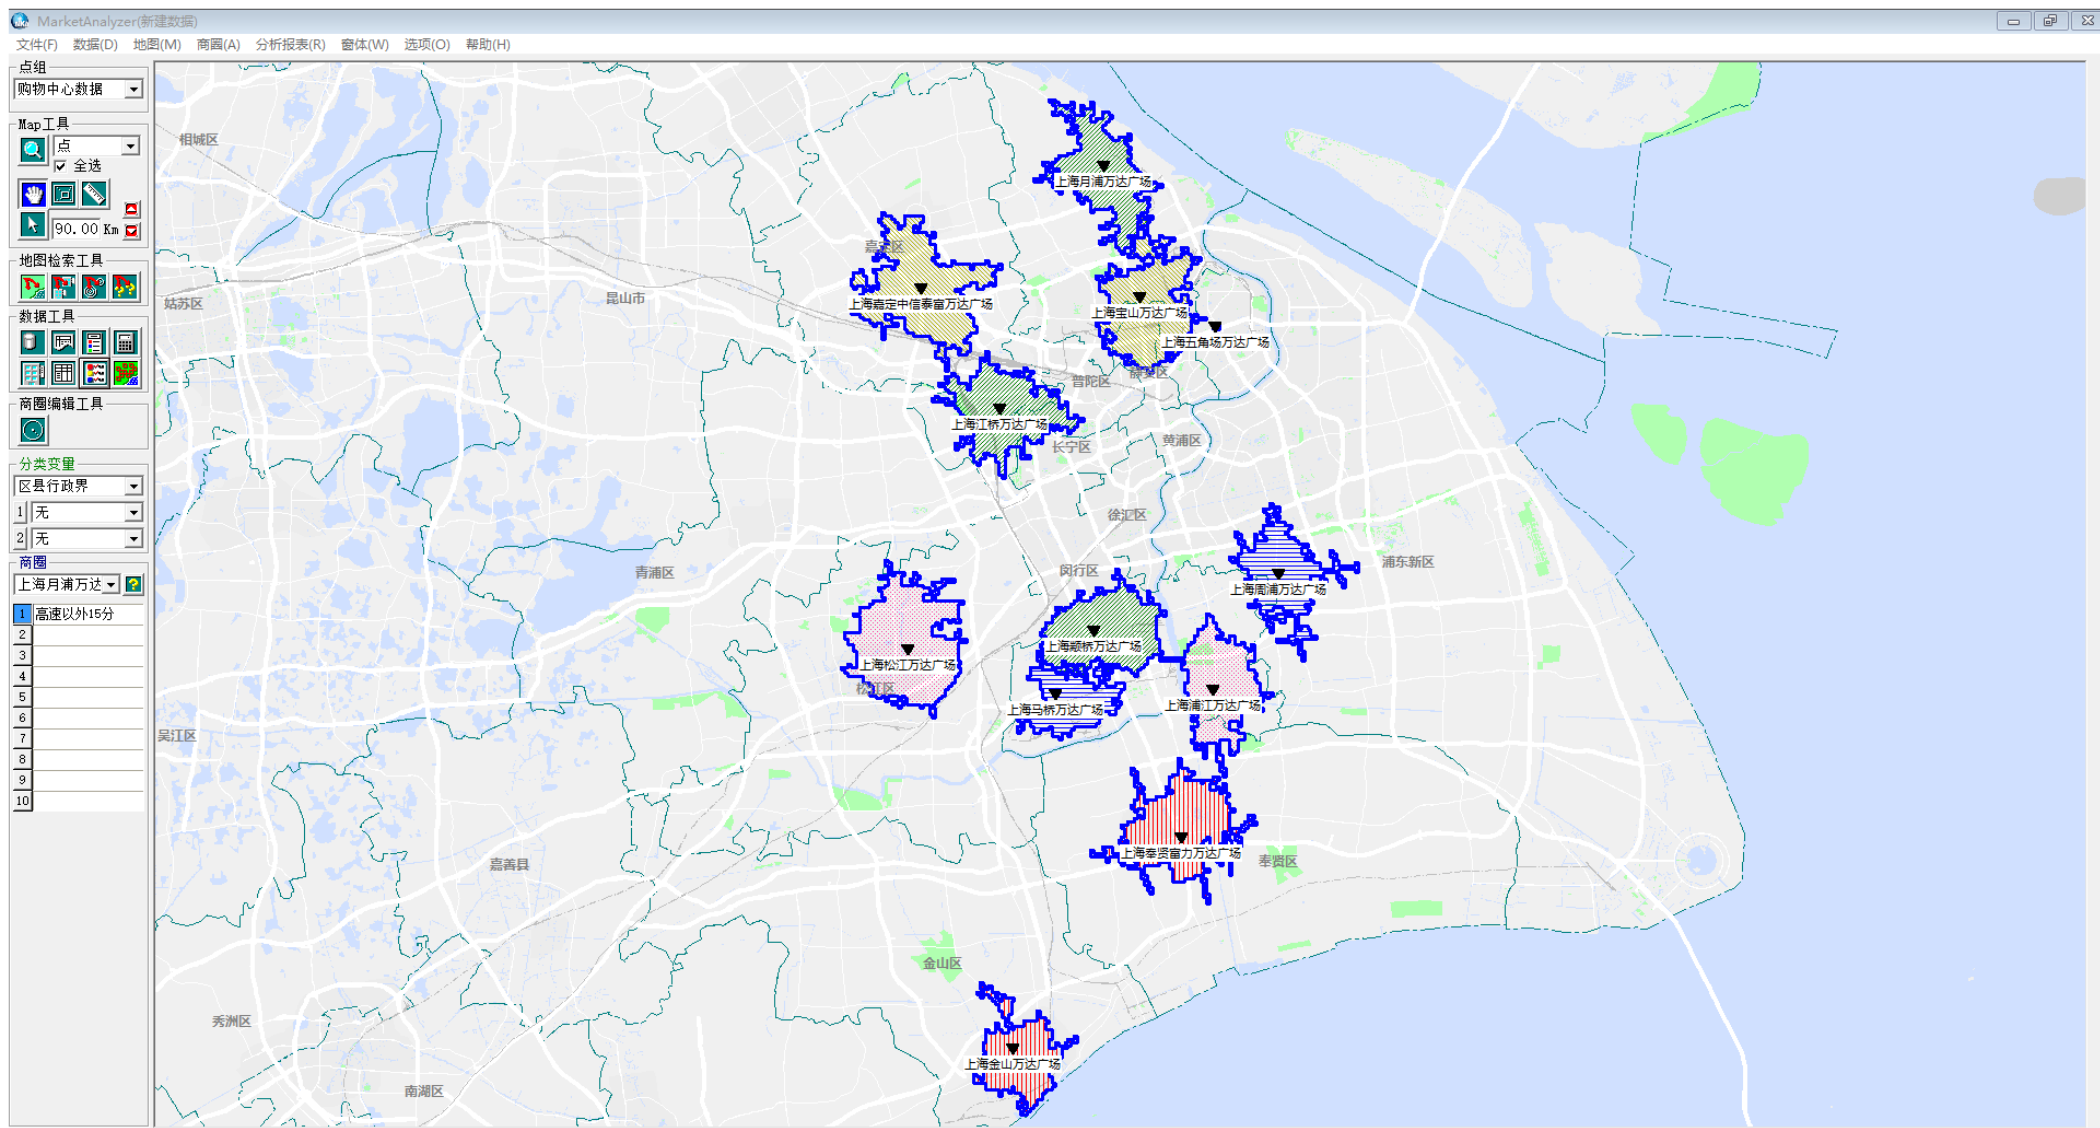 MarketAnalyzer(新建数据)
文件(F) 数据(D) 地图(M) 商圈(A) 分析报表(R) 窗体(W) 选项(O) 帮助(H)
点组
购物中心数据
Map工具
点
全选
90.00 Km
地图检索工具
数据工具
商圈编辑工具
分类变量
区县行政界
1 无
2 无
商圈
上海月浦万达
1 高速以外15分
2
3
4
5
6
7
8
9
10
相城区
上海月浦万达广场
嘉定区
姑苏区
昆山市
上海嘉定中信泰富万达广场
上海宝山万达广场
上海五角场万达广场
静安区
普陀区
上海江桥万达广场
长宁区
黄浦区
徐汇区
浦东新区
青浦区
闵行区
上海周浦万达广场
上海颛桥万达广场
上海松江万达广场
松江区
上海马桥万达广场
上海浦江万达广场
吴江区
上海奉贤富力万达广场
奉贤区
嘉善县
金山区
秀洲区
上海金山万达广场
南湖区